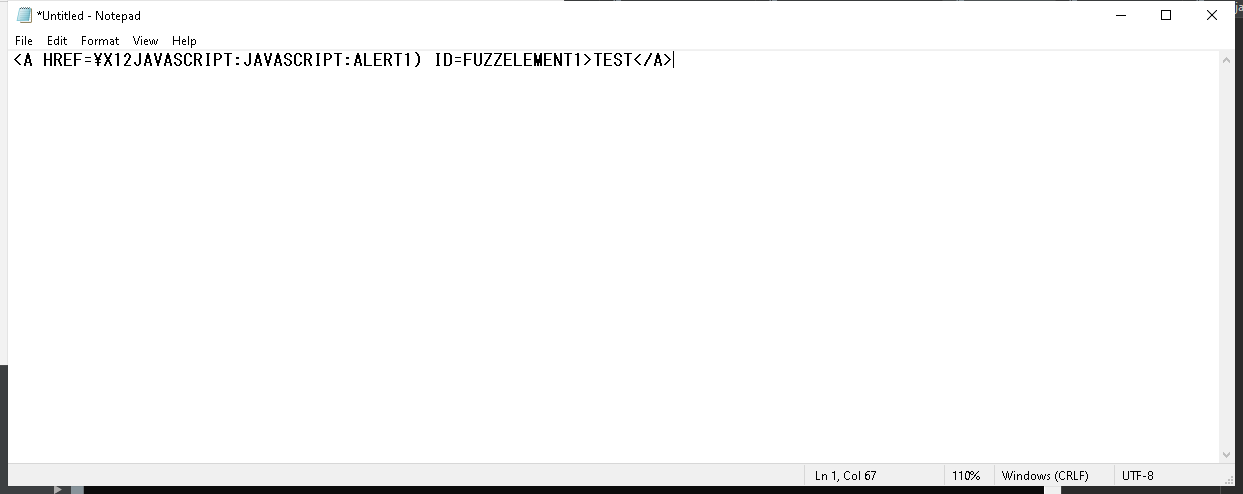 *Untitled - Notepad
File Edit Format View Help
<A HREF=¥X12JAVASCRIPT:JAVASCRIPT:ALERT1) ID=FUZZELEMENT1>TEST</A>
Ln 1, Col 67 110% Windows (CRLF) UTF-8